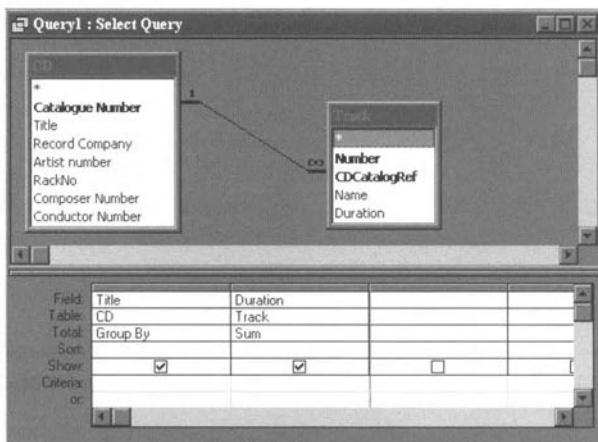 Query1 : Select Query
CD
*
Catalogue Number
Title
Record Company
Artist number
RackNo
Composer Number
Conductor Number
1
∞
Track
*
Number
CDCatalogRef
Name
Duration
Field: Title Duration
Table: CD Track
Total: Group By Sum
Sort:
Show:
Criteria:
or: